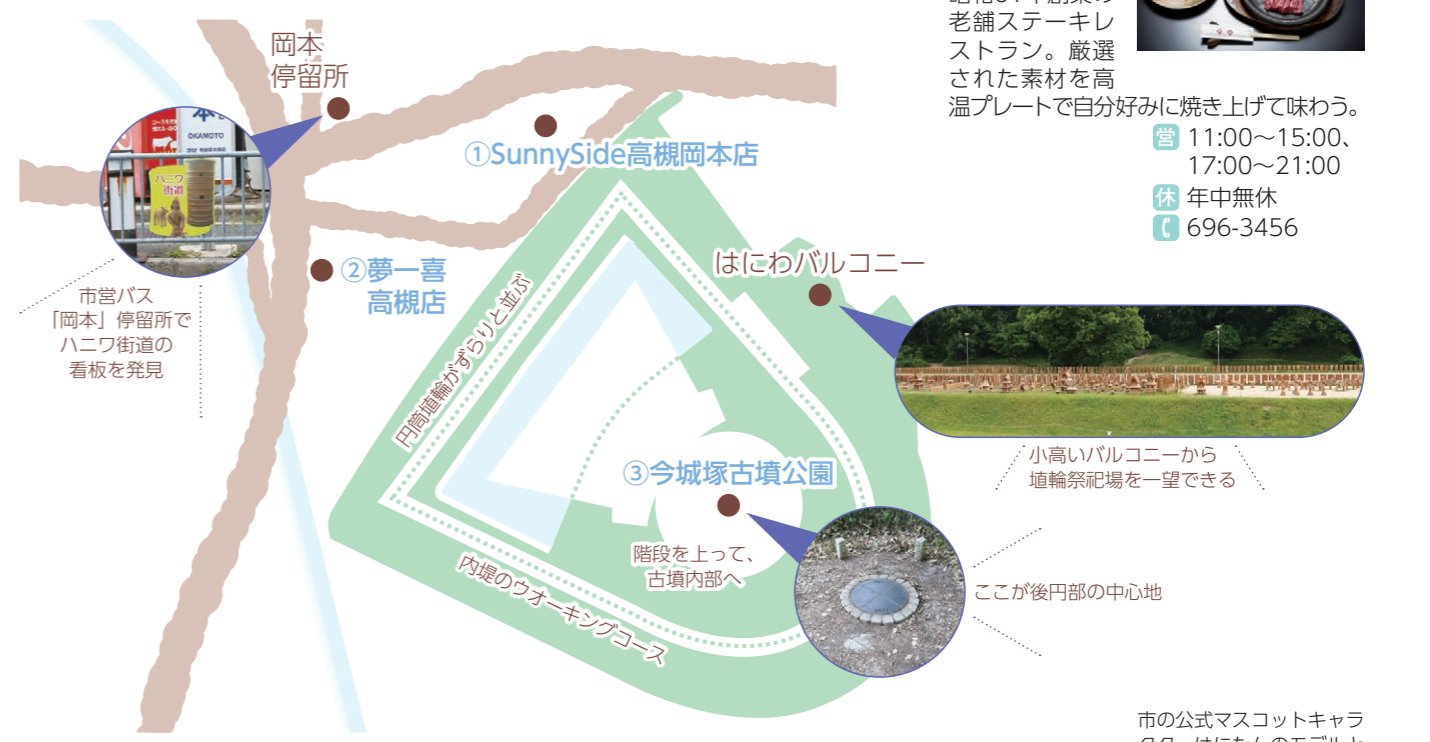 老舗ステーキレ
ストラン。厳選
された素材を高
温プレートで自分好みに焼き上げて味わう。
営 11:00〜15:00、
17:00〜21:00
休 年中無休
696-3456
岡本
停留所
OKAMOTO
ハニワ
街道
①SunnySide高槻岡本店
②夢一喜
高槻店
市営バス
「岡本」停留所で
ハニワ街道の
看板を発見
円筒埴輪がずらりと並ぶ
はにわバルコニー
小高いバルコニーから
埴輪祭祀場を一望できる
③今城塚古墳公園
階段を上って、
古墳内部へ
ここが後円部の中心地
内堤のウオーキングコース
市の公式マスコットキャラ